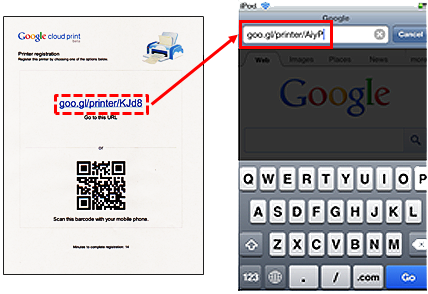 Google cloud print
beta
Printer registration
Register this printer by choosing one of the options below.
goo.gl/printer/KJd8
Go to this URL
or
Scan this barcode with your mobile phone.
Minutes to complete registration: 14
iPod
Google
goo.gl/printer/AiyP
Cancel
Web Images Places News
Google
Q W E R T Y U I O P
A S D F G H J K L
Z X C V B N M
123 . / .com Go